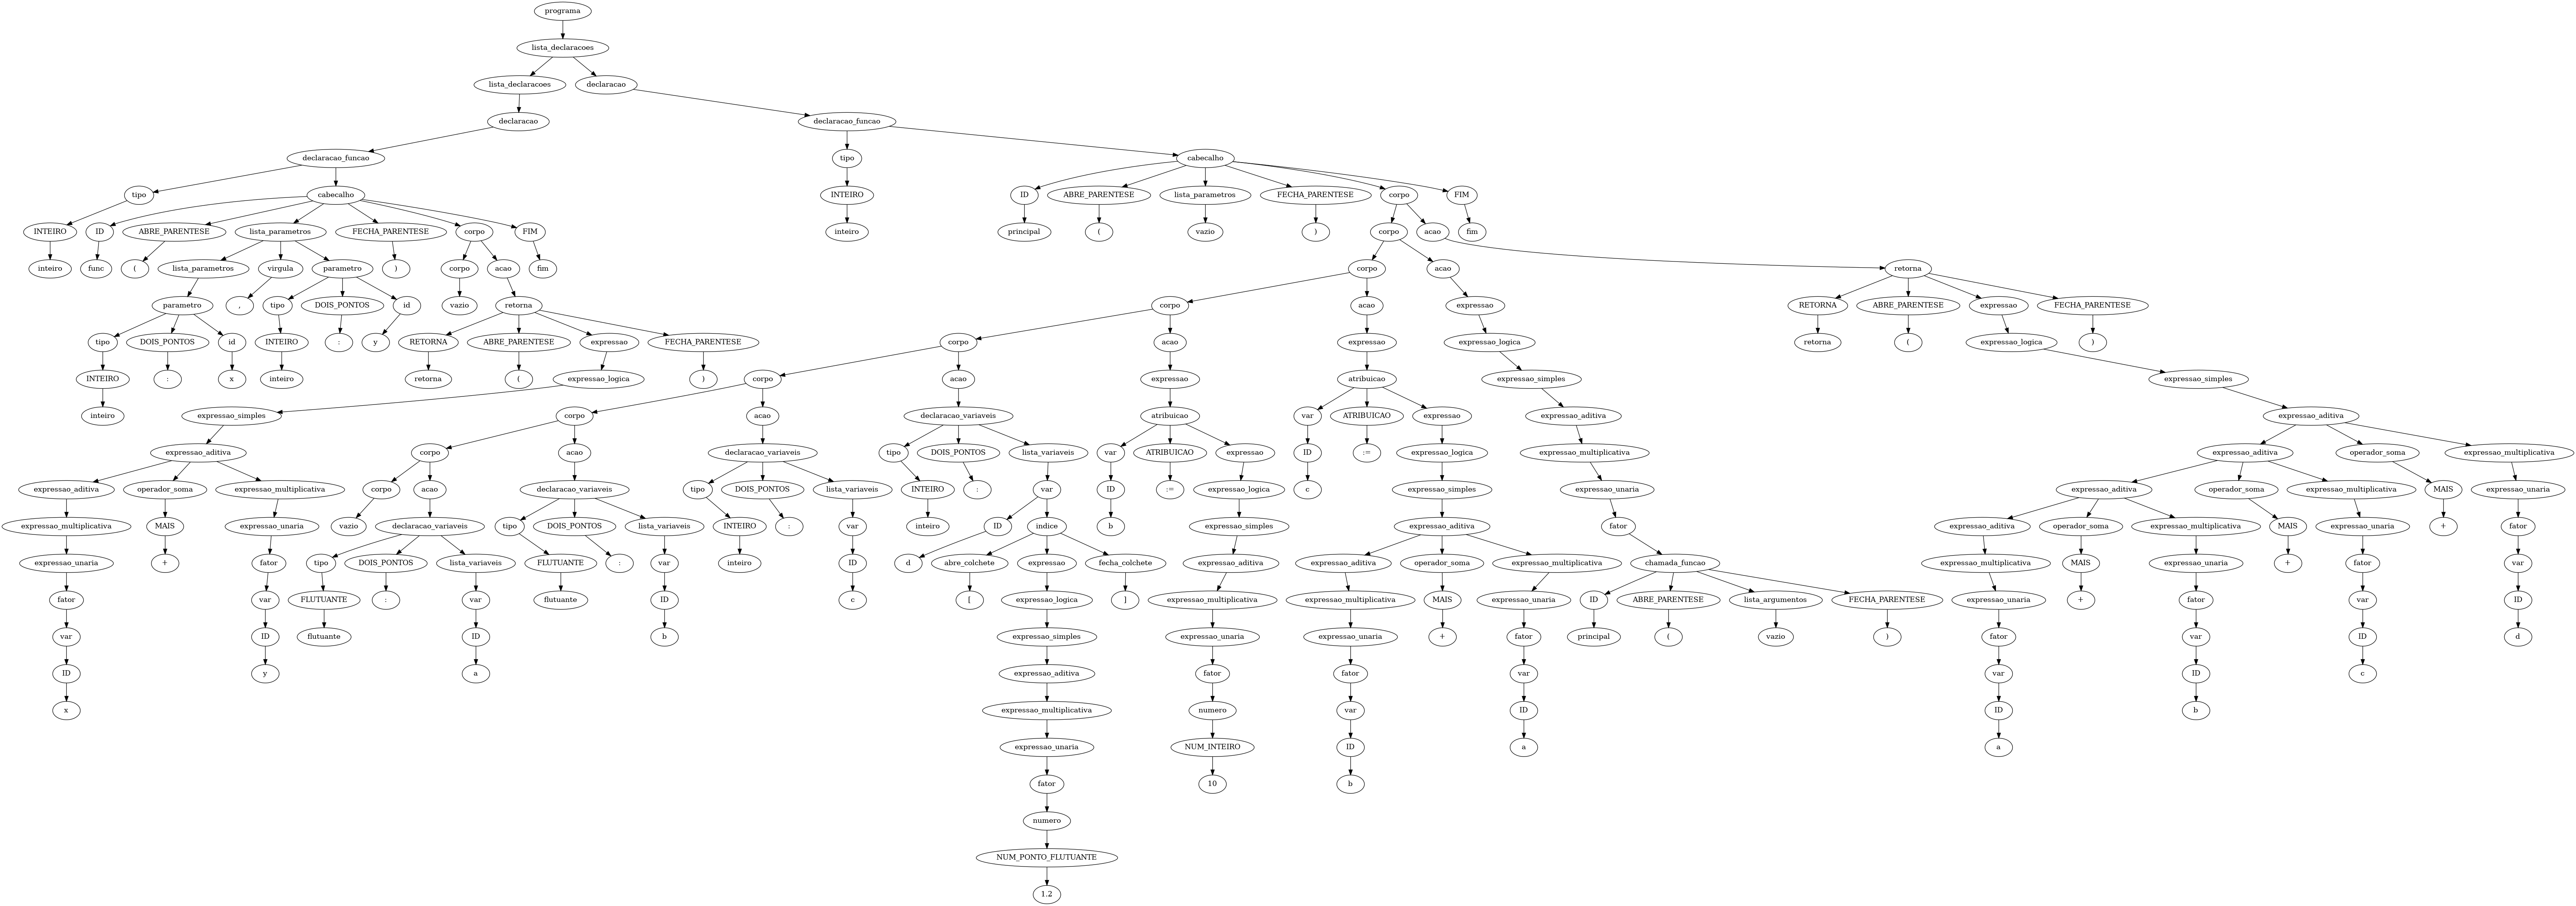 programa
lista_declaracoes
lista_declaracoes declaracao
declaracao declaracao_funcao
declaracao_funcao tipo cabecalho
tipo cabecalho INTEIRO ID ABRE_PARENTESE lista_parametros FECHA_PARENTESE corpo FIM
INTEIRO ID ABRE_PARENTESE lista_parametros FECHA_PARENTESE corpo FIM inteiro principal ( vazio ) corpo acao fim
inteiro func ( lista_parametros virgula parametro ) corpo acao fim corpo acao retorna
parametro , tipo DOIS_PONTOS id vazio retorna corpo acao expressao RETORNA ABRE_PARENTESE expressao FECHA_PARENTESE
tipo DOIS_PONTOS id INTEIRO : y RETORNA ABRE_PARENTESE expressao FECHA_PARENTESE corpo acao expressao expressao_logica retorna ( expressao_logica )
INTEIRO : x inteiro retorna ( expressao_logica ) corpo acao expressao atribuicao expressao_simples expressao_simples
inteiro expressao_simples corpo acao declaracao_variaveis atribuicao var ATRIBUICAO expressao expressao_aditiva expressao_aditiva
expressao_aditiva corpo acao declaracao_variaveis tipo DOIS_PONTOS lista_variaveis var ATRIBUICAO expressao ID := expressao_logica expressao_multiplicativa expressao_aditiva operador_soma expressao_multiplicativa
expressao_aditiva operador_soma expressao_multiplicativa corpo acao declaracao_variaveis tipo DOIS_PONTOS lista_variaveis INTEIRO : var ID := expressao_logica c expressao_simples expressao_unaria expressao_aditiva operador_soma expressao_multiplicativa MAIS expressao_unaria
expressao_multiplicativa MAIS expressao_unaria vazio declaracao_variaveis tipo DOIS_PONTOS lista_variaveis INTEIRO : var inteiro ID indice b expressao_simples expressao_aditiva fator expressao_aditiva operador_soma expressao_multiplicativa MAIS expressao_unaria + fator
expressao_unaria + fator tipo DOIS_PONTOS lista_variaveis FLUTUANTE : var inteiro ID d abre_colchete expressao fecha_colchete expressao_aditiva expressao_aditiva operador_soma expressao_multiplicativa chamada_funcao expressao_multiplicativa MAIS expressao_unaria + fator var
fator var FLUTUANTE : var flutuante ID c [ expressao_logica ] expressao_multiplicativa expressao_multiplicativa MAIS expressao_unaria ID ABRE_PARENTESE lista_argumentos FECHA_PARENTESE expressao_unaria + fator var ID
var ID flutuante ID b expressao_simples expressao_unaria expressao_unaria + fator principal ( vazio ) fator var ID d
ID y a expressao_aditiva fator fator var var ID c
x expressao_multiplicativa numero var ID ID b
expressao_unaria NUM_INTEIRO ID a a
fator 10 b
numero
NUM_PONTO_FLUTUANTE
1.2